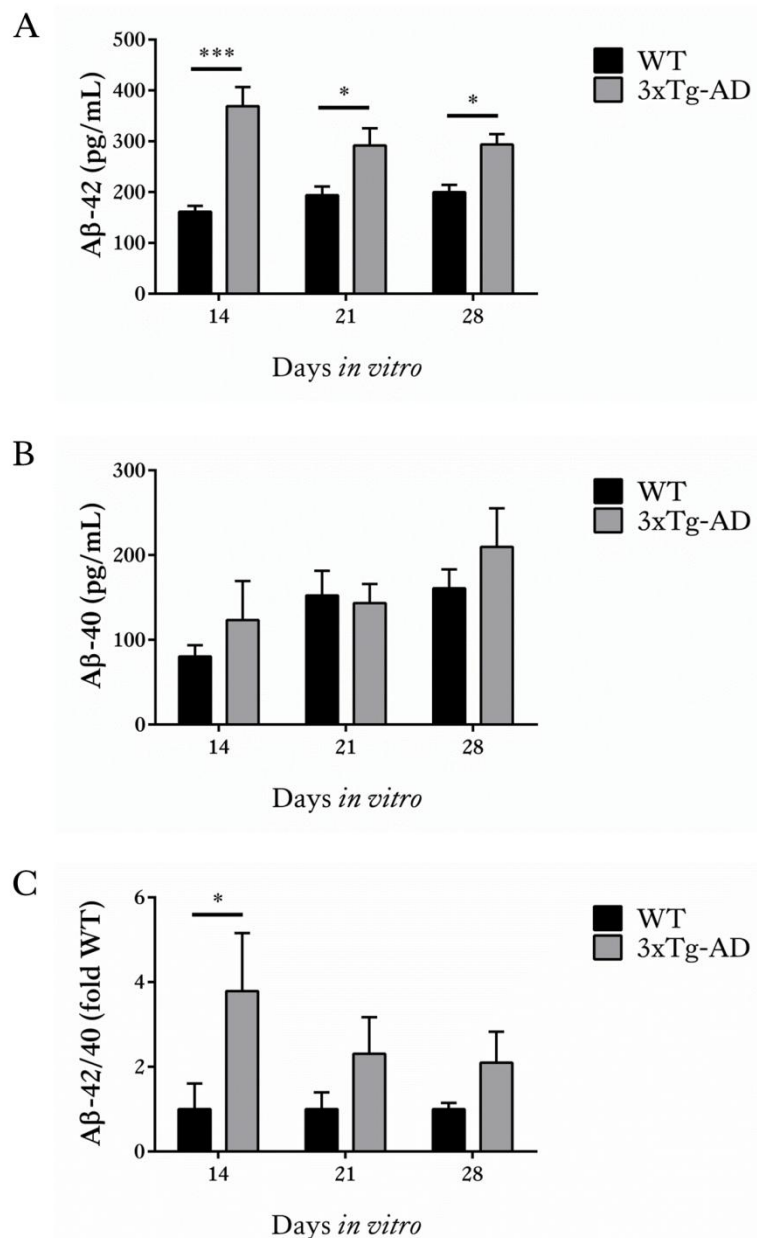 A
500
400
300
200
100
0
Aβ-42 (pg/mL)
***
*
*
WT
3xTg-AD
14 21 28
Days in vitro
B
300
200
100
0
Aβ-40 (pg/mL)
WT
3xTg-AD
14 21 28
Days in vitro
C
6
4
2
0
Aβ-42/40 (fold WT)
*
WT
3xTg-AD
14 21 28
Days in vitro